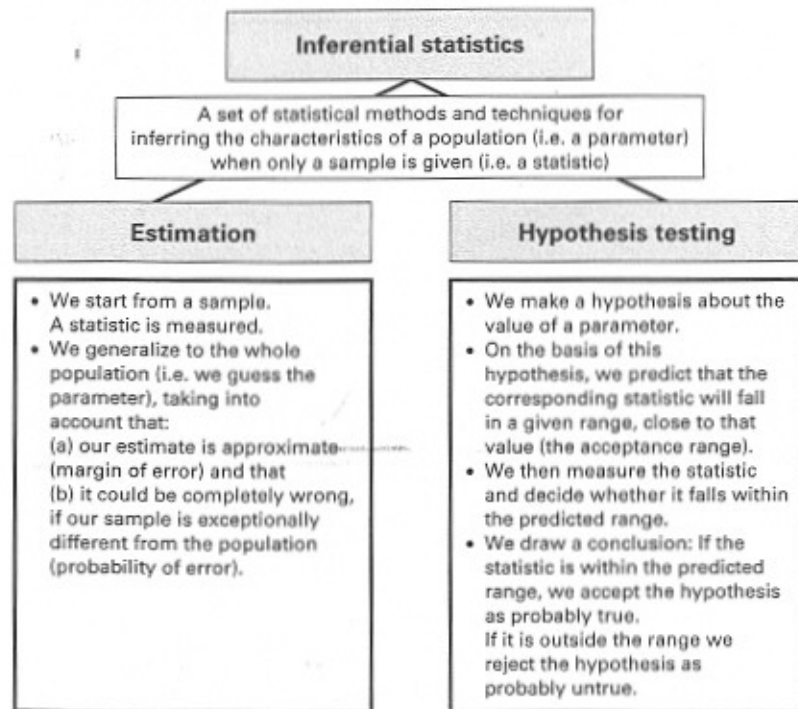 Inferential statistics
A set of statistical methods and techniques for
inferring the characteristics of a population (i.e. a parameter)
when only a sample is given (i.e. a statistic)
Estimation
• We start from a sample.
A statistic is measured.
• We generalize to the whole
population (i.e. we guess the
parameter), taking into
account that:
(a) our estimate is approximate
(margin of error) and that
(b) it could be completely wrong,
if our sample is exceptionally
different from the population
(probability of error).
Hypothesis testing
• We make a hypothesis about the
value of a parameter.
• On the basis of this
hypothesis, we predict that the
corresponding statistic will fall
in a given range, close to that
value (the acceptance range).
• We then measure the statistic
and decide whether it falls within
the predicted range.
• We draw a conclusion: If the
statistic is within the predicted
range, we accept the hypothesis
as probably true.
If it is outside the range we
reject the hypothesis as
probably untrue.